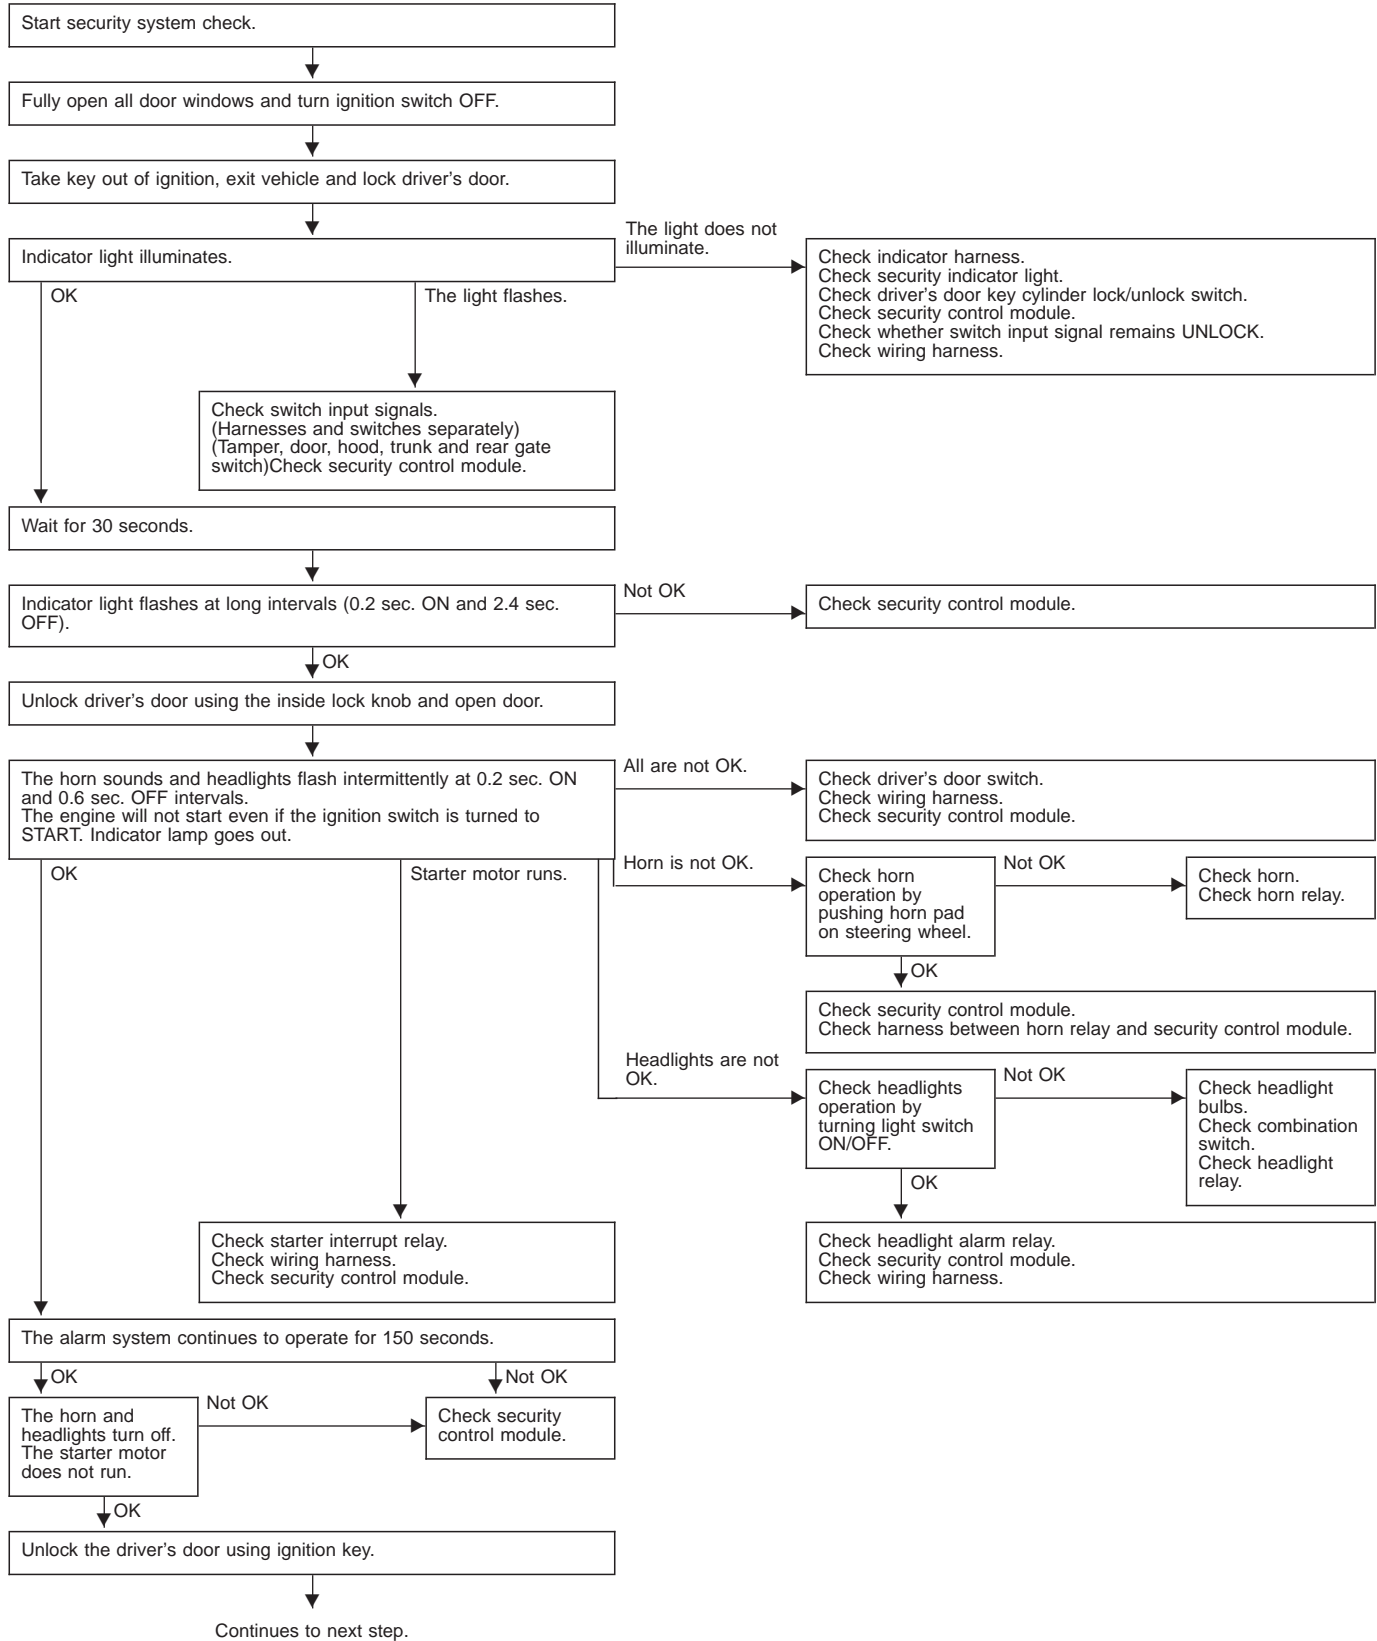 Start security system check.
Fully open all door windows and turn ignition switch OFF.
Take key out of ignition, exit vehicle and lock driver's door.
Indicator light illuminates.
The light does not
illuminate.
Check indicator harness.
Check security indicator light.
Check driver's door key cylinder lock/unlock switch.
Check security control module.
Check whether switch input signal remains UNLOCK.
Check wiring harness.
OK
The light flashes.
Check switch input signals.
(Harnesses and switches separately)
(Tamper, door, hood, trunk and rear gate
switch)Check security control module.
Wait for 30 seconds.
Indicator light flashes at long intervals (0.2 sec. ON and 2.4 sec.
OFF).
Not OK
Check security control module.
OK
Unlock driver's door using the inside lock knob and open door.
The horn sounds and headlights flash intermittently at 0.2 sec. ON
and 0.6 sec. OFF intervals.
The engine will not start even if the ignition switch is turned to
START. Indicator lamp goes out.
All are not OK.
Check driver's door switch.
Check wiring harness.
Check security control module.
OK
Starter motor runs.
Horn is not OK.
Check horn
operation by
pushing horn pad
on steering wheel.
Not OK
Check horn.
Check horn relay.
OK
Check security control module.
Check harness between horn relay and security control module.
Headlights are not
OK.
Check headlights
operation by
turning light switch
ON/OFF.
Not OK
Check headlight
bulbs.
Check combination
switch.
Check headlight
relay.
OK
Check starter interrupt relay.
Check wiring harness.
Check security control module.
Check headlight alarm relay.
Check security control module.
Check wiring harness.
The alarm system continues to operate for 150 seconds.
OK
Not OK
The horn and
headlights turn off.
The starter motor
does not run.
Not OK
Check security
control module.
OK
Unlock the driver's door using ignition key.
Continues to next step.